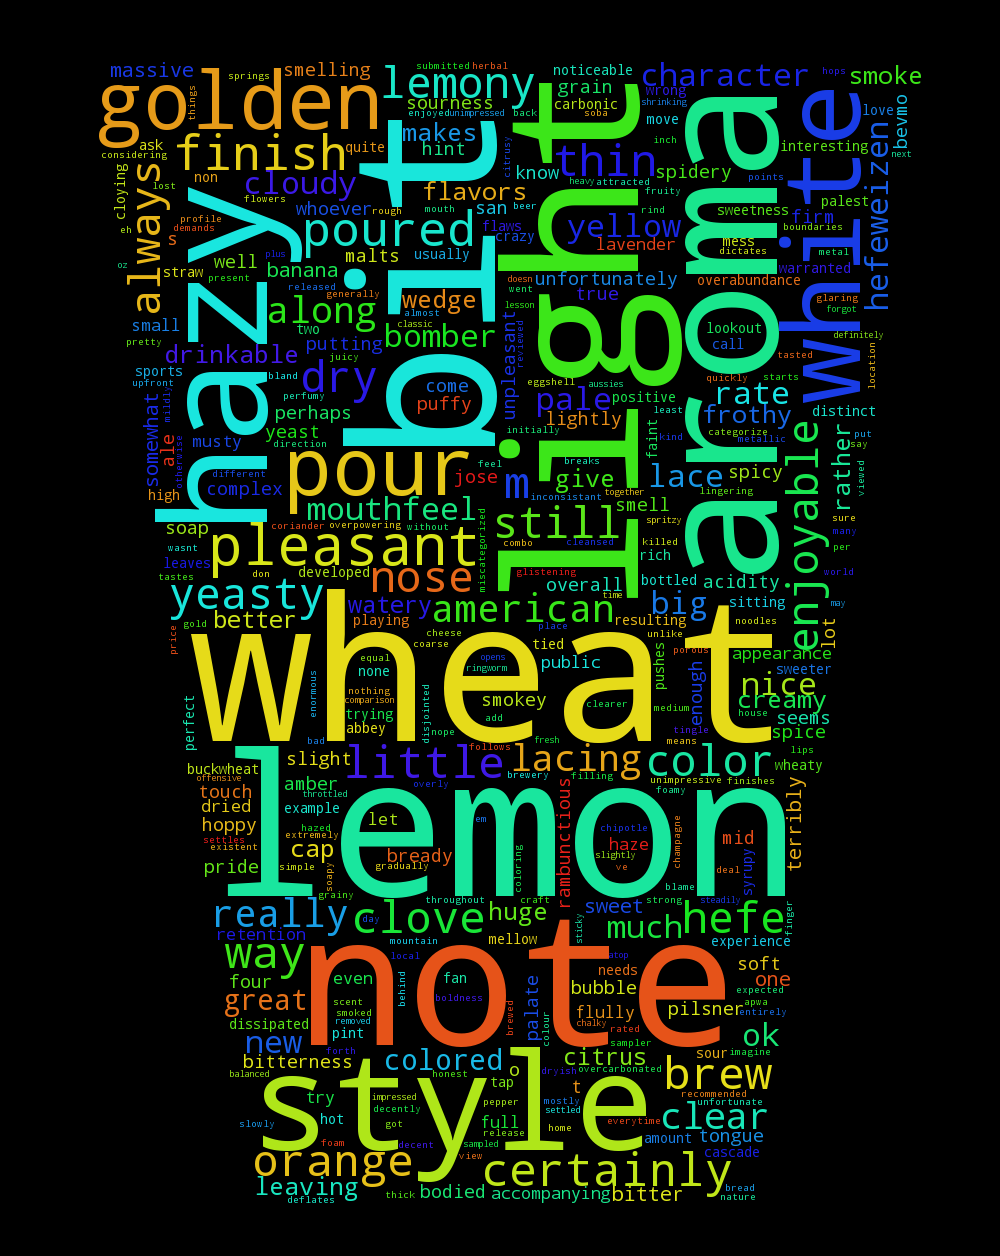 submitted herbal
massive
springs
smelling
lemony
noticeable
character
smoke
golden
things
sourness
grain
wrong
hops
enjoyed
unimpressed
back
carbonic
shrinking
love
bevmo
soba
move
inch
next
ask
finish
quite
makes
hint
citrusy
know
thin
spidery
interesting
considering
hefeweizen
cloying
lost
non
cloudy
flavors
heavy
attracted
fruity
points
palest
always
flowers
whoever
rough
mouth
san
beer
rind
sweetness
firm
profile
demands
poured
flaws
crazy
yellow
boundaries
eh
s
malts
usually
lavender
mess
dictates
metal
well
banana
went
doesn
unfortunately
warranted
oz
straw
present
plus
released
generally
wedge
lesson
true
overabundance
glaring
forgot
small
along
almost
classic
bomber
unpleasant
reviewed
lookout
call
definitely
pretty
two
putting
juicy
drinkable
hazy
light
aroma
white
location
sports
upfront
bland
dry
come
eggshell
aussies
tasted
quickly
starts
mildly
perfumy
puffy
pale
positive
rate
perhaps
lightly
least
frothy
distinct
somewhat
yeast
initially
faint
kind
categorize
metallic
put
say
ale
otherwise
musty
direction
bit
breaks
enjoyable
rather
viewed
different
pour
feel
jose
m
give
lace
spicy
high
complex
inconsistant
together
smell
lingering
soap
coriander
overpowering
mouthfeel
without
still
spritzy
sure
many
wasnt
pleasant
miscategorized
combo
cleansed
killed
rich
per
leaves
tastes
don
developed
nose
glistening
overall
bottled
acidity
world
yeasty
watery
american
time
big
sitting
may
gold
better
playing
resulting
noodles
price
cheese
coarse
place
tied
unlike
porous
wheat
equal
none
opens
ringworm
public
pushes
appearance
enormous
nothing
comparison
smokey
clearer
nice
sweeter
creamy
trying
abbey
disjointed
add
medium
enough
house
seems
perfect
nope
tingle
means
spice
bad
slight
little
follows
fresh
lacing
color
lips
wheaty
buckwheat
offensive
touch
amber
throttled
brewery
overly
filling
unimpressive
finishes
foamy
dried
example
let
em
chipotle
champagne
hoppy
hazed
extremely
settles
existent
lemon
rambunctious
haze
mid
terribly
cap
bready
slightly
pride
simple
soapy
gradually
coloring
ve
deal
syrupy
grainy
throughout
craft
blame
strong
steadily
really
day
clove
huge
sticky
sweet
much
hefe
finger
retention
mountain
mellow
experience
way
local
atop
four
even
behind
fan
palate
needs
soft
one
scent
boldness
bubble
expected
great
smoked
note
brewed
flully
pilsner
apwa
dissipated
removed
pint
colour
chalky
rated
entirely
new
forth
sampler
ok
imagine
bitterness
colored
citrus
sour
balanced
honest
o
dryish
overcarbonated
brew
tap
t
recommended
try
impressed
decently
pepper
mostly
unfortunate
hot
got
style
full
settled
clear
slowly
release
home
everytime
foam
decent
sampled
amount
tongue
orange
view
cascade
leaving
certainly
bread
deflates
thick
bodied
accompanying
bitter
nature
lot